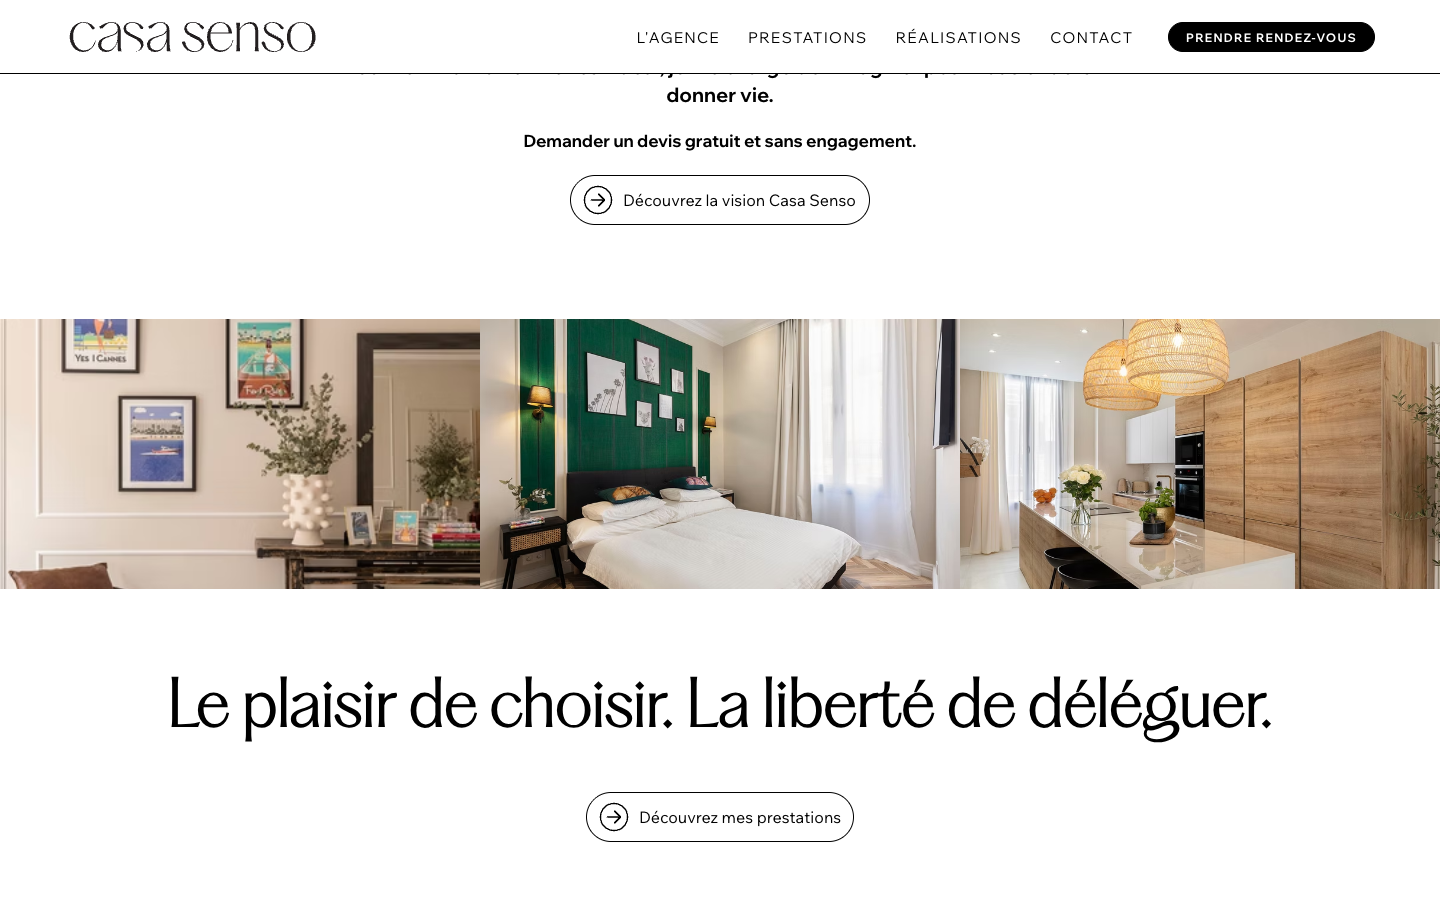 casa senso
L'AGENCE PRESTATIONS RÉALISATIONS CONTACT PRENDRE RENDEZ-VOUS
donner vie.
Demander un devis gratuit et sans engagement.
Découvrez la vision Casa Senso
YES I CANNES
Le plaisir de choisir. La liberté de déléguer.
Découvrez mes prestations